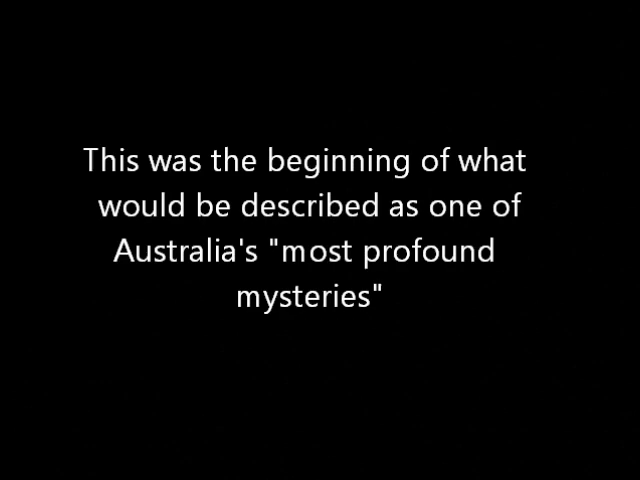 This was the beginning of what
would be described as one of
Australia's "most profound
mysteries"